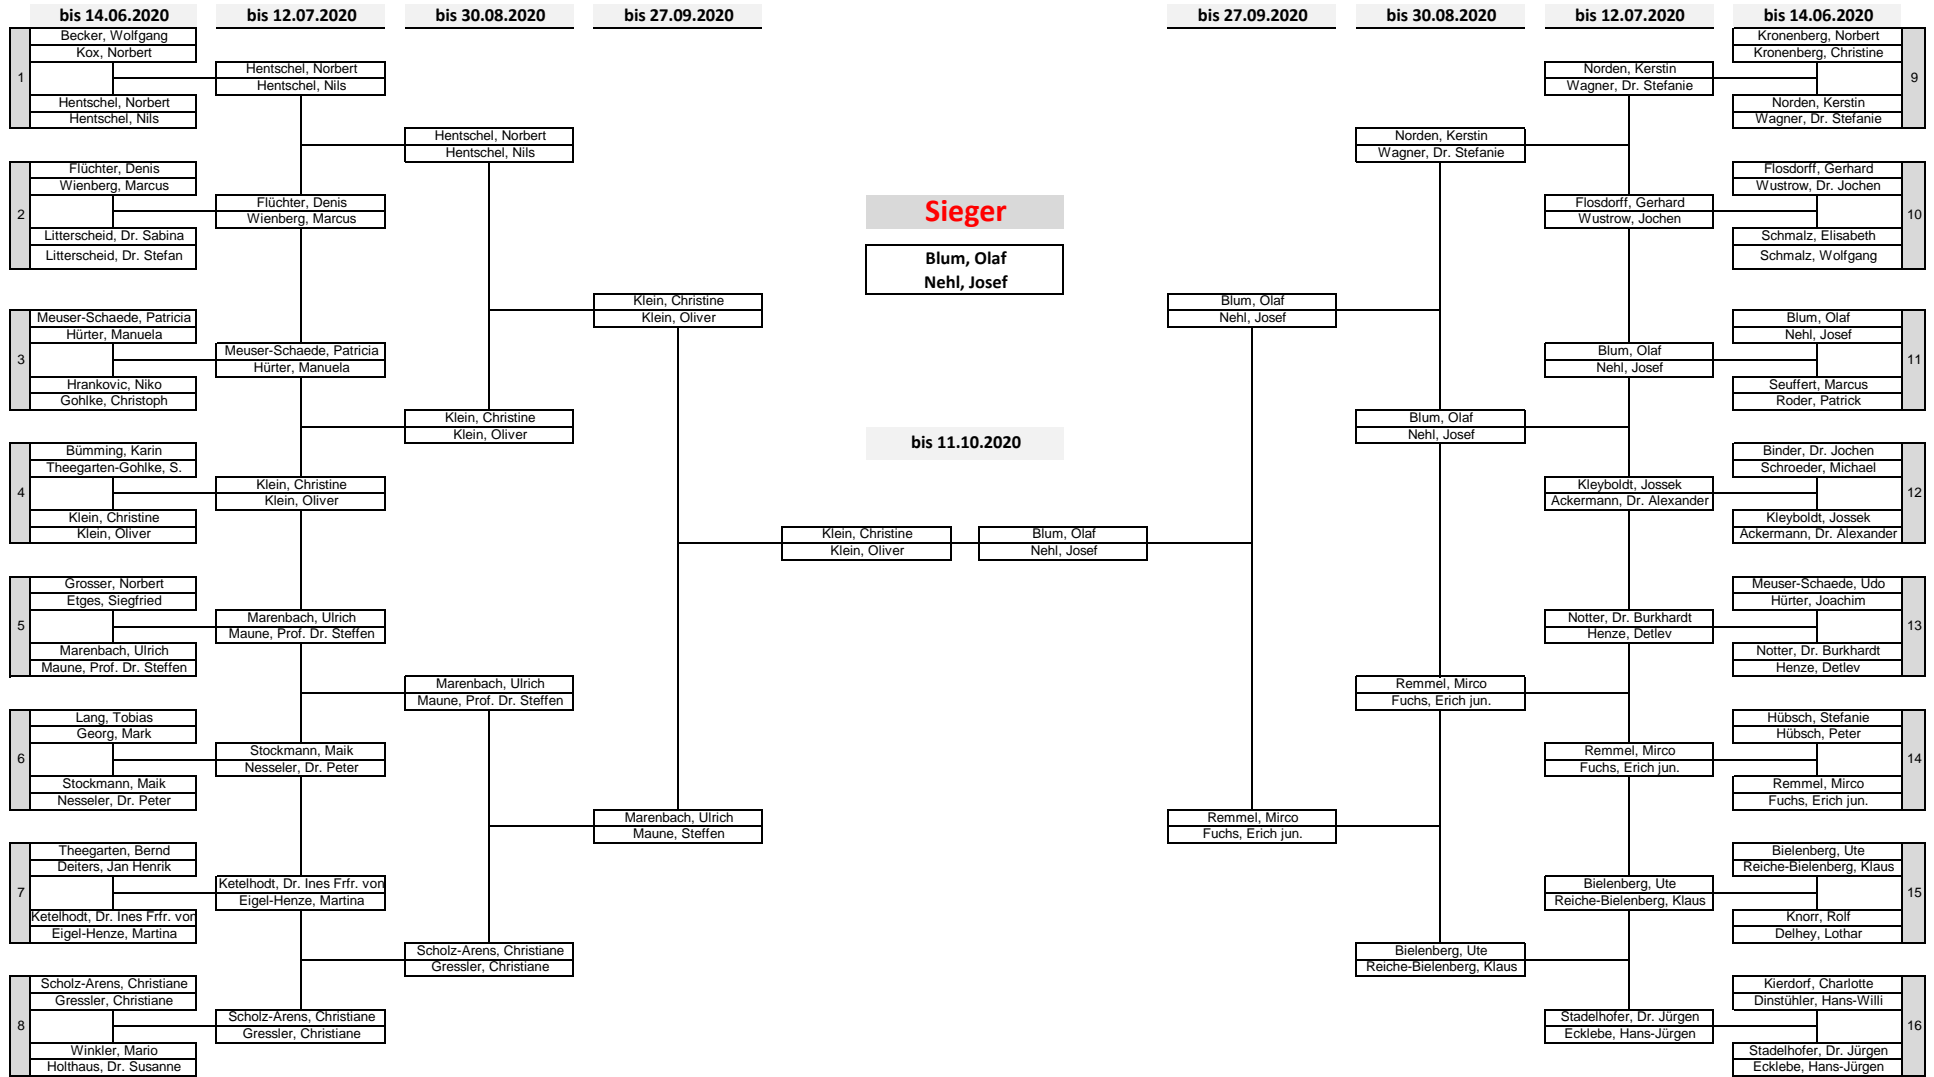 bis 14.06.2020
bis 12.07.2020
bis 30.08.2020
bis 27.09.2020
bis 27.09.2020
bis 30.08.2020
bis 12.07.2020
bis 14.06.2020
1
Becker, Wolfgang
Kox, Norbert
Hentschel, Norbert
Hentschel, Nils
2
Flüchter, Denis
Wienberg, Marcus
Litterscheid, Dr. Sabina
Litterscheid, Dr. Stefan
3
Meuser-Schaede, Patricia
Hürter, Manuela
Hrankovic, Niko
Gohlke, Christoph
4
Bümming, Karin
Theegarten-Gohlke, S.
Klein, Christine
Klein, Oliver
5
Grosser, Norbert
Etges, Siegfried
Marenbach, Ulrich
Maune, Prof. Dr. Steffen
6
Lang, Tobias
Georg, Mark
Stockmann, Maik
Nesseler, Dr. Peter
7
Theegarten, Bernd
Deiters, Jan Henrik
Ketelhodt, Dr. Ines Frfr. von
Eigel-Henze, Martina
8
Scholz-Arens, Christiane
Gressler, Christiane
Winkler, Mario
Holthaus, Dr. Susanne
Hentschel, Norbert
Hentschel, Nils
Flüchter, Denis
Wienberg, Marcus
Meuser-Schaede, Patricia
Hürter, Manuela
Klein, Christine
Klein, Oliver
Marenbach, Ulrich
Maune, Prof. Dr. Steffen
Stockmann, Maik
Nesseler, Dr. Peter
Ketelhodt, Dr. Ines Frfr. von
Eigel-Henze, Martina
Scholz-Arens, Christiane
Gressler, Christiane
Hentschel, Norbert
Hentschel, Nils
Klein, Christine
Klein, Oliver
Marenbach, Ulrich
Maune, Prof. Dr. Steffen
Scholz-Arens, Christiane
Gressler, Christiane
Klein, Christine
Klein, Oliver
Marenbach, Ulrich
Maune, Steffen
Sieger
Blum, Olaf
Nehl, Josef
bis 11.10.2020
Klein, Christine
Klein, Oliver
Blum, Olaf
Nehl, Josef
Blum, Olaf
Nehl, Josef
Remmel, Mirco
Fuchs, Erich jun.
Norden, Kerstin
Wagner, Dr. Stefanie
Blum, Olaf
Nehl, Josef
Remmel, Mirco
Fuchs, Erich jun.
Bielenberg, Ute
Reiche-Bielenberg, Klaus
Norden, Kerstin
Wagner, Dr. Stefanie
Flosdorff, Gerhard
Wustrow, Jochen
Blum, Olaf
Nehl, Josef
Kleyboldt, Jossek
Ackermann, Dr. Alexander
Notter, Dr. Burkhardt
Henze, Detlev
Remmel, Mirco
Fuchs, Erich jun.
Bielenberg, Ute
Reiche-Bielenberg, Klaus
Stadelhofer, Dr. Jürgen
Ecklebe, Hans-Jürgen
Kronenberg, Norbert
Kronenberg, Christine
Norden, Kerstin
Wagner, Dr. Stefanie
9
Flosdorff, Gerhard
Wustrow, Dr. Jochen
Schmalz, Elisabeth
Schmalz, Wolfgang
10
Blum, Olaf
Nehl, Josef
Seuffert, Marcus
Roder, Patrick
11
Binder, Dr. Jochen
Schroeder, Michael
Kleyboldt, Jossek
Ackermann, Dr. Alexander
12
Meuser-Schaede, Udo
Hürter, Joachim
Notter, Dr. Burkhardt
Henze, Detlev
13
Hübsch, Stefanie
Hübsch, Peter
Remmel, Mirco
Fuchs, Erich jun.
14
Bielenberg, Ute
Reiche-Bielenberg, Klaus
Knorr, Rolf
Delhey, Lothar
15
Kierdorf, Charlotte
Dinstühler, Hans-Willi
Stadelhofer, Dr. Jürgen
Ecklebe, Hans-Jürgen
16